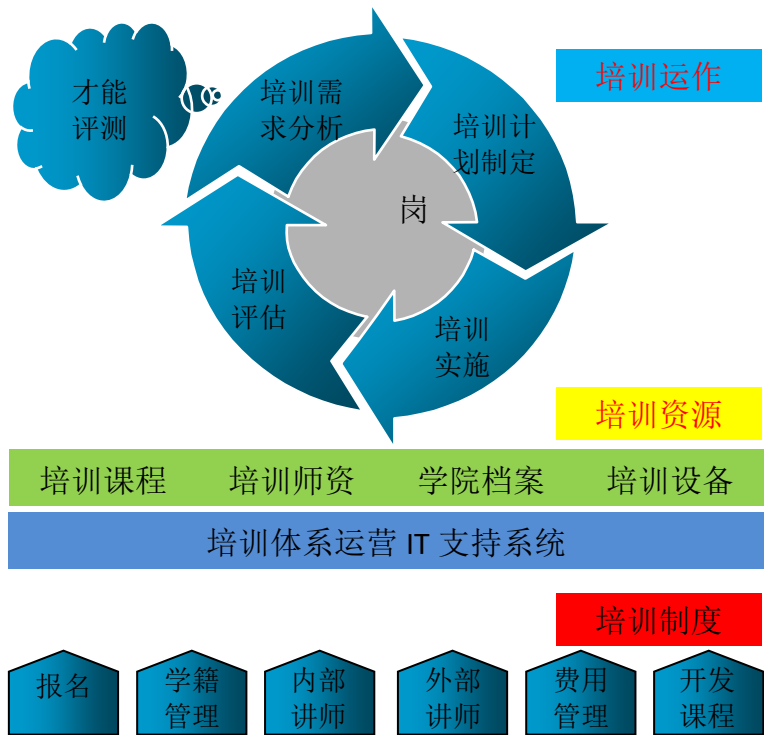 才能
评测
培训需
求分析
培训运作
培训计
划制定
岗
培训
评估
培训
实施
培训资源
培训课程 培训师资 学院档案 培训设备
培训体系运营 IT 支持系统
培训制度
报名
学籍
管理
内部
讲师
外部
讲师
费用
管理
开发
课程